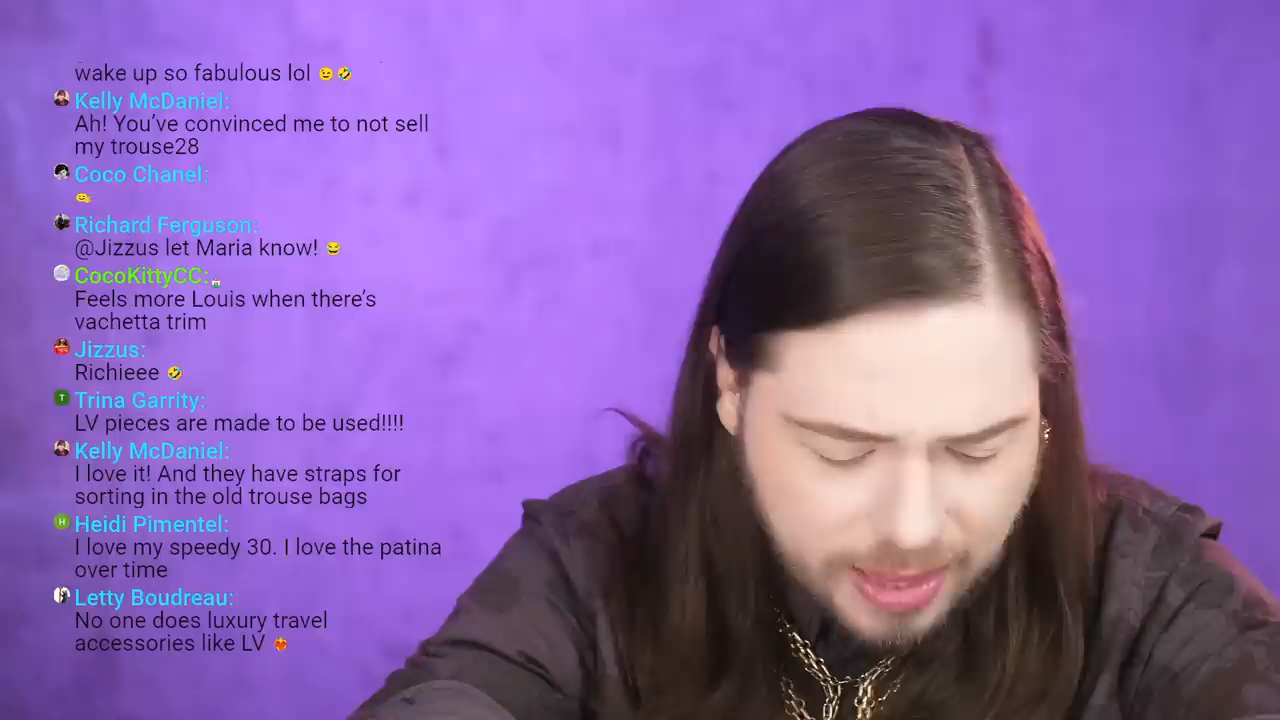 wake up so fabulous lol 😉🤣
Kelly McDaniel:
Ah! You've convinced me to not sell
my trouse28
Coco Chanel:
Richard Ferguson:
@Jizzus let Maria know! 😂
CocoKittyCC:
Feels more Louis when there's
vachetta trim
Jizzus:
Richieee 🤣
T
Trina Garrity:
LV pieces are made to be used!!!!
Kelly McDaniel:
I love it! And they have straps for
sorting in the old trouse bags
H
Heidi Pimentel:
I love my speedy 30. I love the patina
over time
Letty Boudreau:
No one does luxury travel
accessories like LV ❤️‍🔥